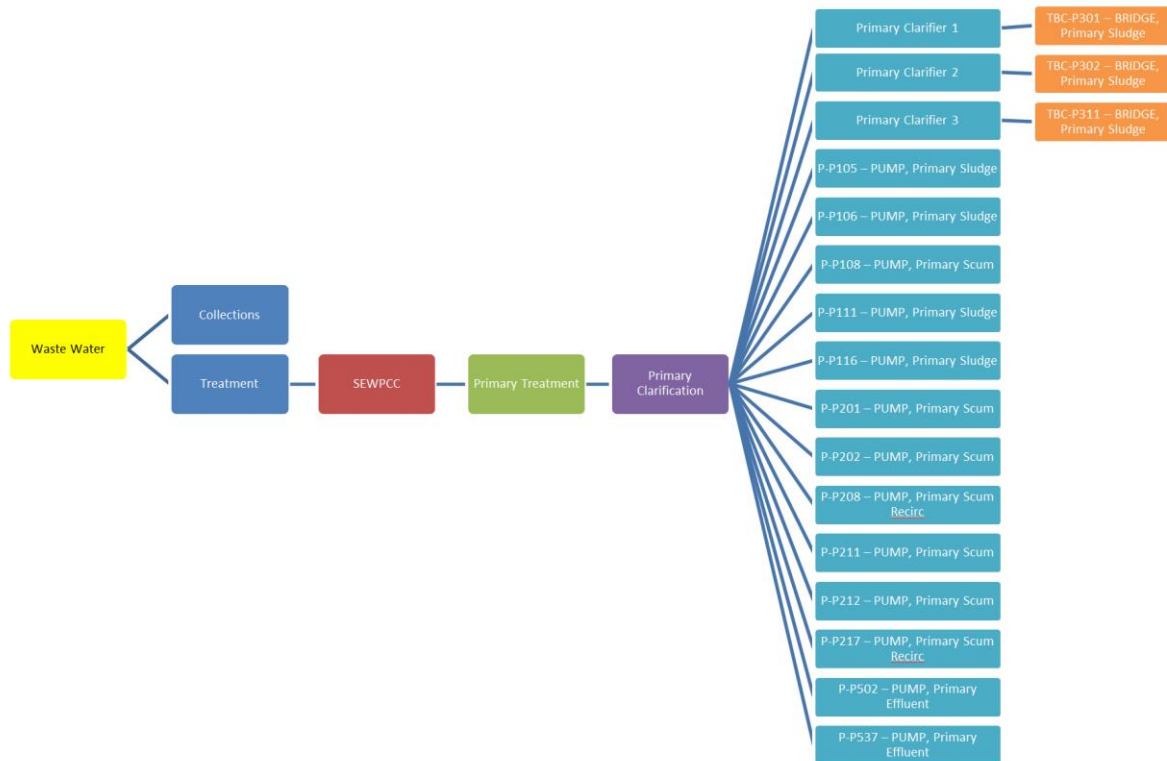 Waste Water
Collections
Treatment
SEWPCC
Primary Treatment
Primary
Clarification
Primary Clarifier 1
Primary Clarifier 2
Primary Clarifier 3
P-P105 – PUMP, Primary Sludge
P-P106 – PUMP, Primary Sludge
P-P108 – PUMP, Primary Scum
P-P111 – PUMP, Primary Sludge
P-P116 – PUMP, Primary Sludge
P-P201 – PUMP, Primary Scum
P-P202 – PUMP, Primary Scum
P-P208 – PUMP, Primary Scum
Recirc
P-P211 – PUMP, Primary Scum
P-P212 – PUMP, Primary Scum
P-P217 – PUMP, Primary Scum
Recirc
P-P502 – PUMP, Primary
Effluent
P-P537 – PUMP, Primary
Effluent
TBC-P301 – BRIDGE,
Primary Sludge
TBC-P302 – BRIDGE,
Primary Sludge
TBC-P311 – BRIDGE,
Primary Sludge